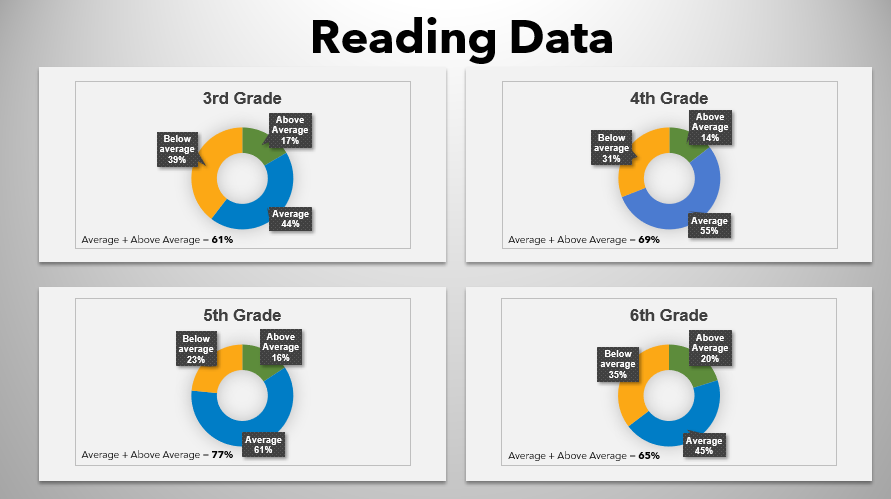 Reading Data
3rd Grade
Above
Average
17%
Below
average
39%
Average
44%
Average + Above Average = 61%
4th Grade
Above
Average
14%
Below
average
31%
Average
55%
Average + Above Average = 69%
5th Grade
Below
average
23%
Above
Average
16%
Average
61%
Average + Above Average = 77%
6th Grade
Above
Average
20%
Below
average
35%
Average
45%
Average + Above Average = 65%